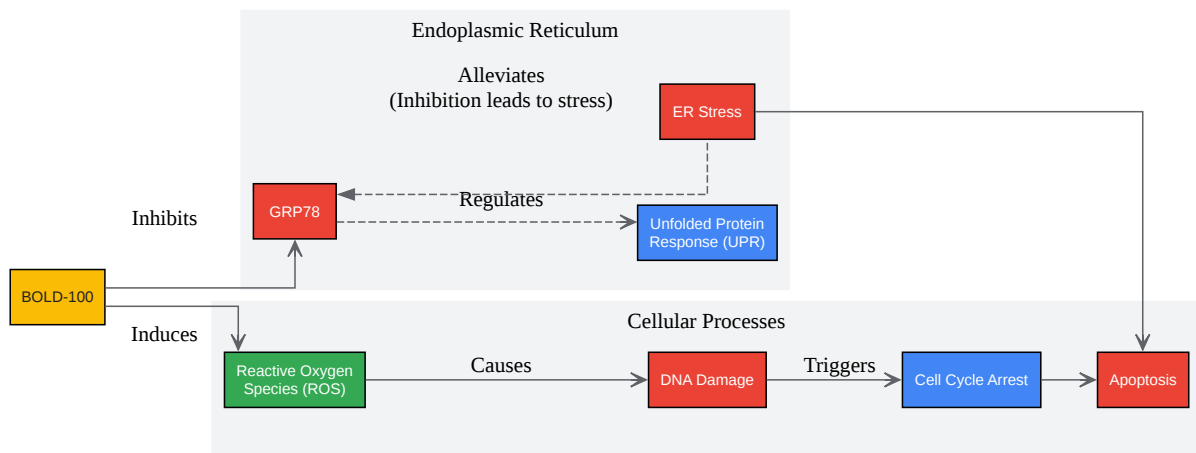 Endoplasmic Reticulum
Alleviates
(Inhibition leads to stress)
ER Stress
Regulates
GRP78
Inhibits
Unfolded Protein
Response (UPR)
BOLD-100
Induces
Cellular Processes
Reactive Oxygen
Species (ROS)
Causes
DNA Damage
Triggers
Cell Cycle Arrest
Apoptosis